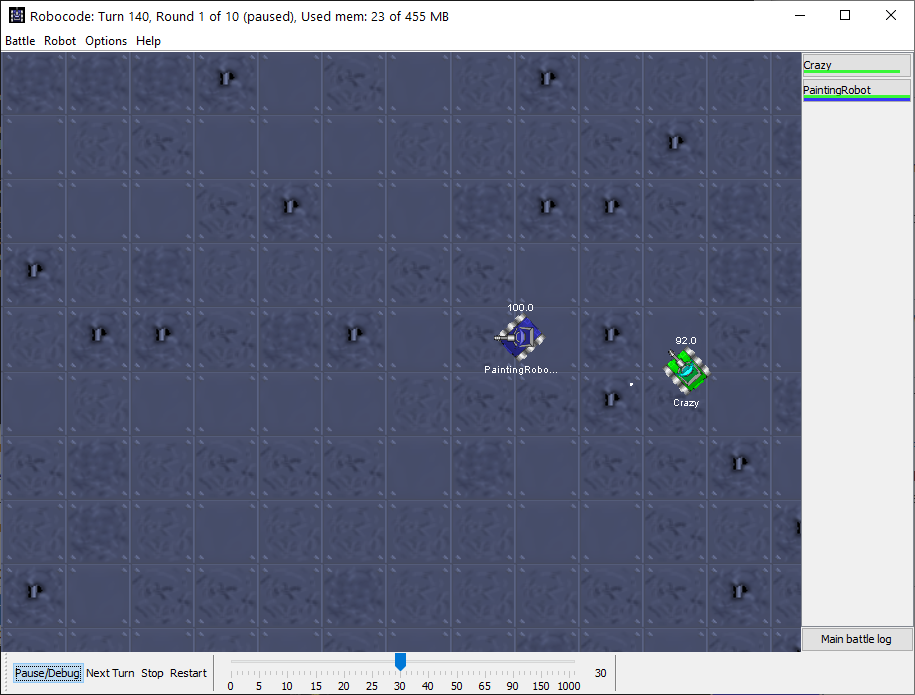 Robocode: Turn 140, Round 1 of 10 (paused), Used mem: 23 of 455 MB
Battle Robot Options Help
Crazy
PaintingRobot
100.0
PaintingRobo...
92.0
Crazy
Main battle log
Pause/Debug Next Turn Stop Restart
30
0 5 10 15 20 25 30 40 50 65 90 150 1000